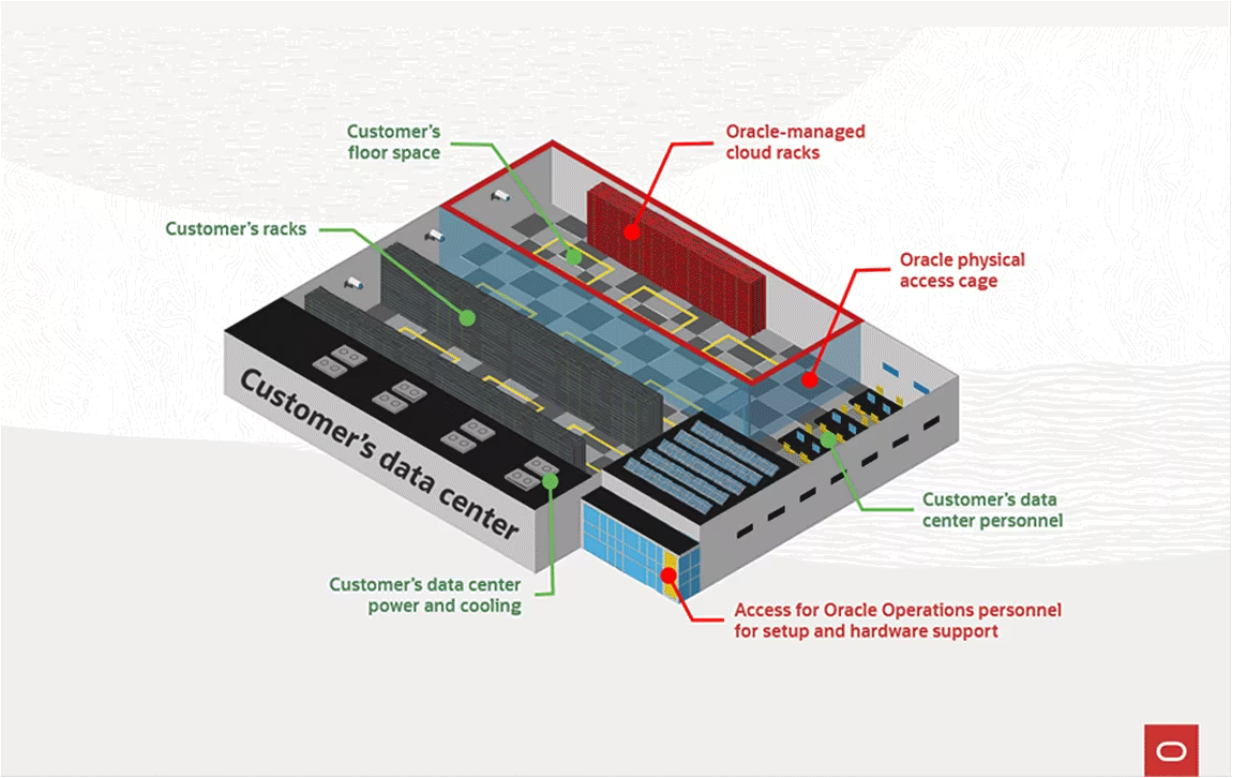 Customer's
floor space
Oracle-managed
cloud racks
Customer's racks
Oracle physical
access cage
Customer's data center
Customer's data
center personnel
Customer's data center
power and cooling
Access for Oracle Operations personnel
for setup and hardware support